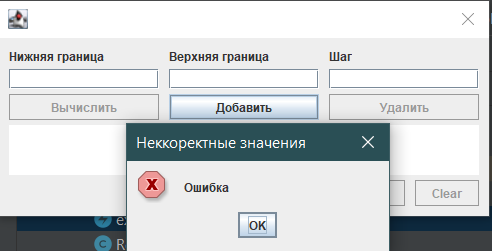 Нижняя граница Верхняя граница Шаг
Вычислить Добавить Удалить
Неккоректные значения
Ошибка
OK
Clear